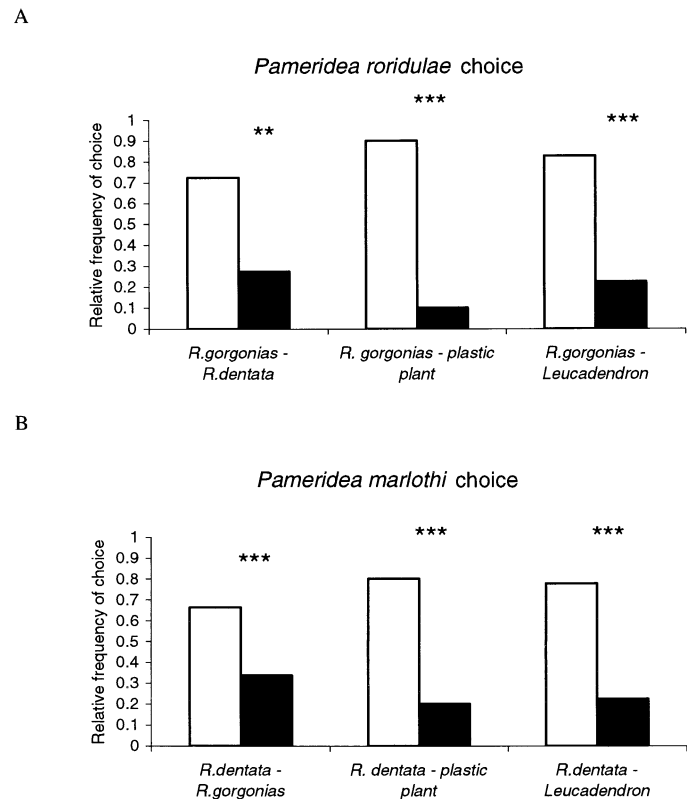 A
Pameridea roridulae choice
Relative frequency of choice
1
0.9
0.8
0.7
0.6
0.5
0.4
0.3
0.2
0.1
0
**
***
***
R.gorgonias -
R.dentata
R. gorgonias - plastic
plant
R.gorgonias -
Leucadendron
B
Pameridea marlothi choice
Relative frequency of choice
1
0.9
0.8
0.7
0.6
0.5
0.4
0.3
0.2
0.1
0
***
***
***
R.dentata -
R.gorgonias
R. dentata - plastic
plant
R.dentata -
Leucadendron